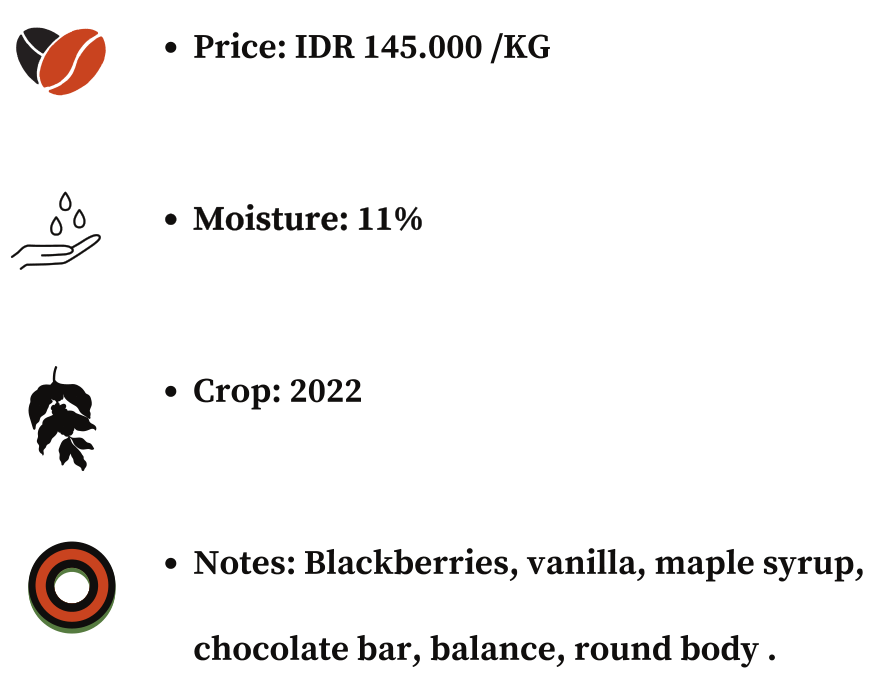 • Price: IDR 145.000 /KG
• Moisture: 11%
• Crop: 2022
• Notes: Blackberries, vanilla, maple syrup,
chocolate bar, balance, round body .